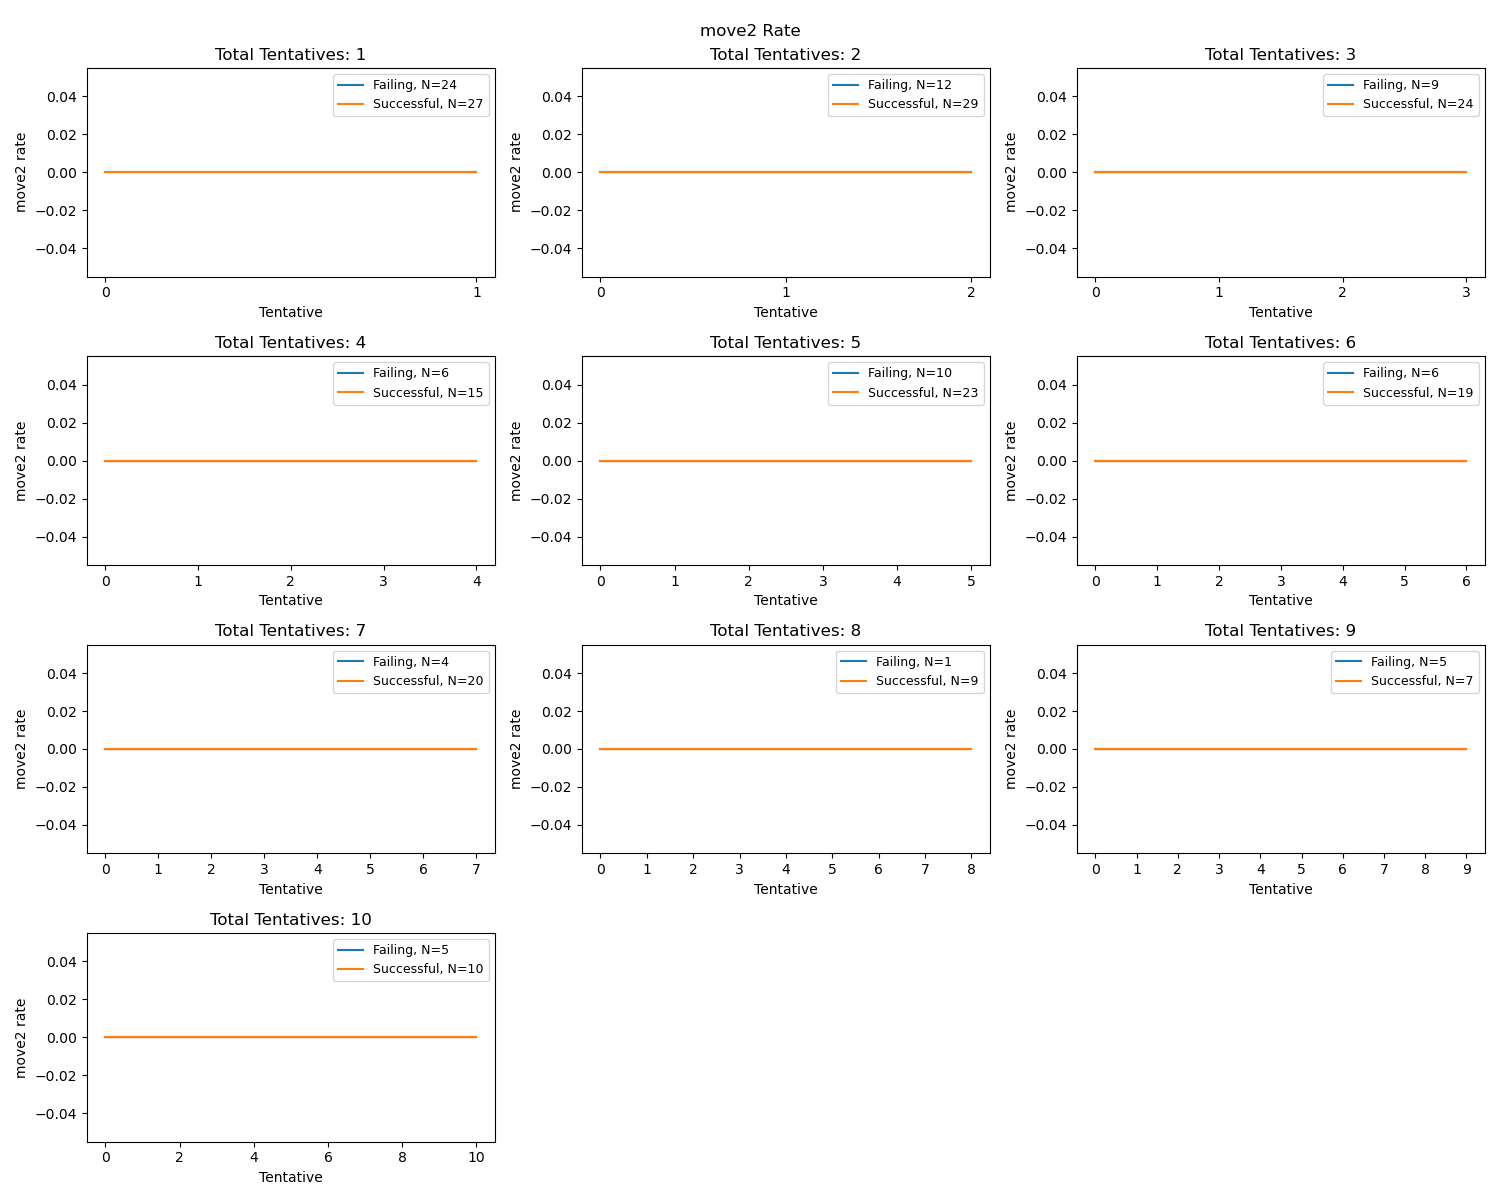 move2 Rate
Total Tentatives: 1
Failing, N=24
Successful, N=27
move2 rate
0.04
0.02
0.00
−0.02
−0.04
0 1
Tentative
Total Tentatives: 2
Failing, N=12
Successful, N=29
move2 rate
0.04
0.02
0.00
−0.02
−0.04
0 1 2
Tentative
Total Tentatives: 3
Failing, N=9
Successful, N=24
move2 rate
0.04
0.02
0.00
−0.02
−0.04
0 1 2 3
Tentative
Total Tentatives: 4
Failing, N=6
Successful, N=15
move2 rate
0.04
0.02
0.00
−0.02
−0.04
0 1 2 3 4
Tentative
Total Tentatives: 5
Failing, N=10
Successful, N=23
move2 rate
0.04
0.02
0.00
−0.02
−0.04
0 1 2 3 4 5
Tentative
Total Tentatives: 6
Failing, N=6
Successful, N=19
move2 rate
0.04
0.02
0.00
−0.02
−0.04
0 1 2 3 4 5 6
Tentative
Total Tentatives: 7
Failing, N=4
Successful, N=20
move2 rate
0.04
0.02
0.00
−0.02
−0.04
0 1 2 3 4 5 6 7
Tentative
Total Tentatives: 8
Failing, N=1
Successful, N=9
move2 rate
0.04
0.02
0.00
−0.02
−0.04
0 1 2 3 4 5 6 7 8
Tentative
Total Tentatives: 9
Failing, N=5
Successful, N=7
move2 rate
0.04
0.02
0.00
−0.02
−0.04
0 1 2 3 4 5 6 7 8 9
Tentative
Total Tentatives: 10
Failing, N=5
Successful, N=10
move2 rate
0.04
0.02
0.00
−0.02
−0.04
0 2 4 6 8 10
Tentative